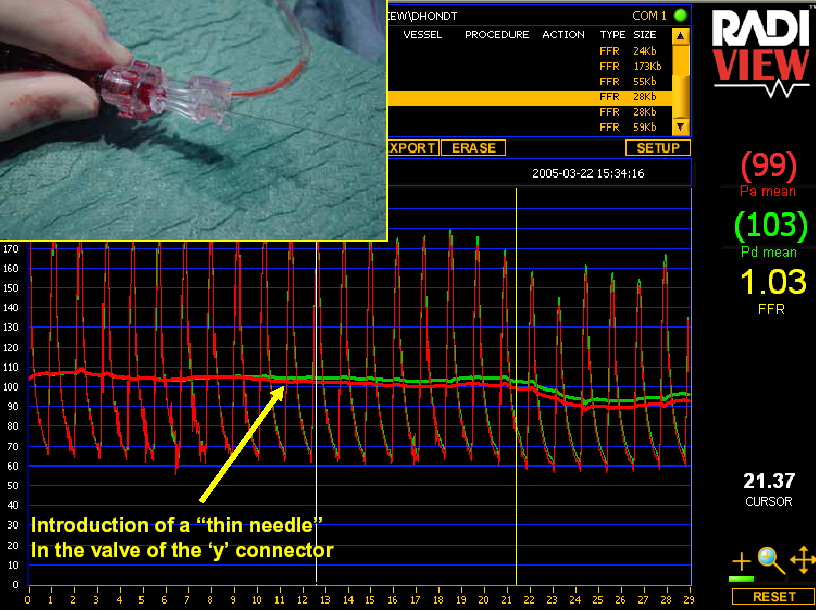 EW\DHONDT
COM 1
VESSEL PROCEDURE ACTION TYPE SIZE
FFR 24Kb
FFR 173Kb
FFR 55Kb
FFR 28Kb
FFR 28Kb
FFR 59Kb
XPORT ERASE SETUP
2005-03-22 15:34:16
RADI
VIEW
(99)
Pa mean
(103)
Pd mean
1.03
FFR
170
160
150
140
130
120
110
100
90
80
70
60
50
40
30
20
10
0
Introduction of a “thin needle”
In the valve of the ‘y’ connector
21.37
CURSOR
0 1 2 3 4 5 6 7 8 9 10 11 12 13 14 15 16 17 18 19 20 21 22 23 24 25 26 27 28 29
RESET